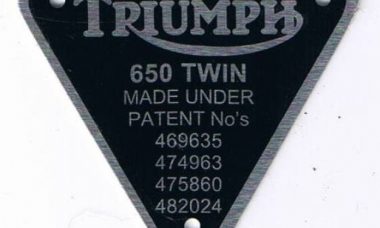 TRIUMPH
650 TWIN
MADE UNDER
PATENT No's
469635
474963
475860
482024